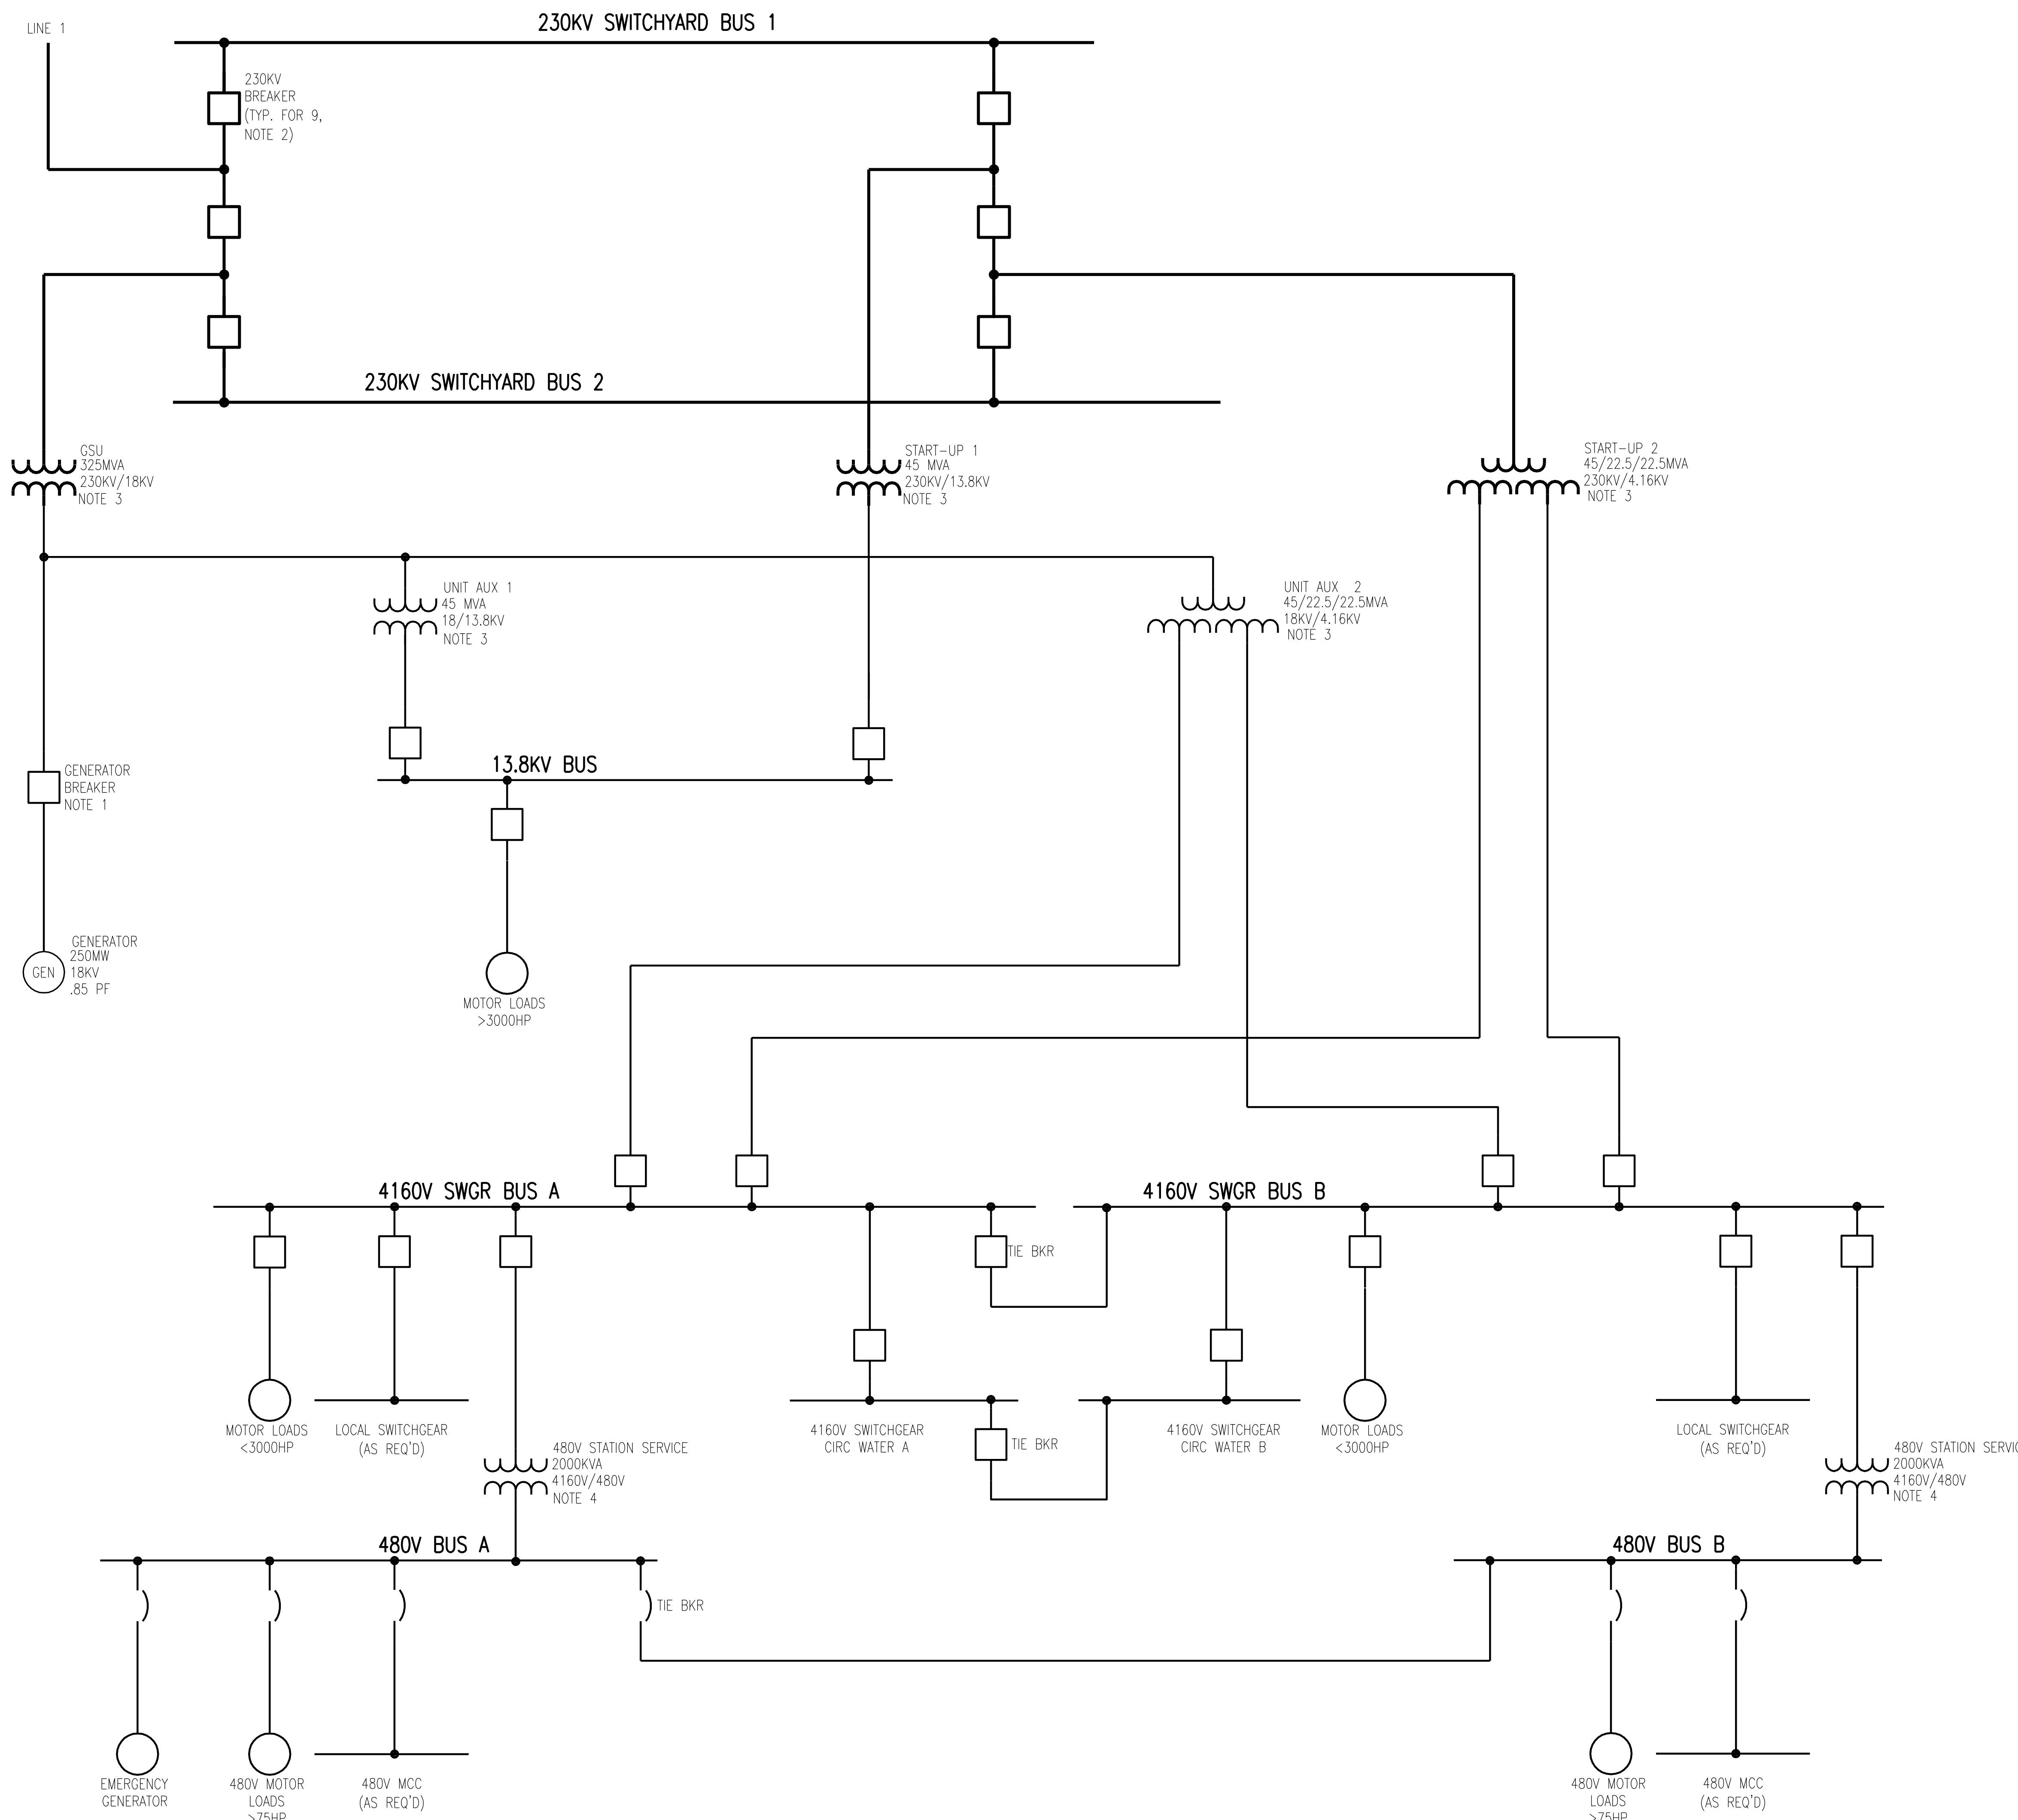 LINE 1
230KV SWITCHYARD BUS 1
230KV
BREAKER
(TYP. FOR 9,
NOTE 2)
230KV SWITCHYARD BUS 2
GSU
325MVA
230KV/18KV
NOTE 3
START-UP 1
45 MVA
230KV/13.8KV
NOTE 3
START-UP 2
45/22.5/22.5MVA
230KV/4.16KV
NOTE 3
UNIT AUX 1
45 MVA
18/13.8KV
NOTE 3
UNIT AUX 2
45/22.5/22.5MVA
18KV/4.16KV
NOTE 3
GENERATOR
BREAKER
NOTE 1
13.8KV BUS
GENERATOR
250MW
18KV
.85 PF
GEN
MOTOR LOADS
>3000HP
4160V SWGR BUS A
4160V SWGR BUS B
TIE BKR
MOTOR LOADS
<3000HP
LOCAL SWITCHGEAR
(AS REQ'D)
4160V SWITCHGEAR
CIRC WATER A
TIE BKR
4160V SWITCHGEAR
CIRC WATER B
MOTOR LOADS
<3000HP
LOCAL SWITCHGEAR
(AS REQ'D)
480V STATION SERVICE
2000KVA
4160V/480V
NOTE 4
480V STATION
2000KVA
4160V/480V
NOTE 4
480V BUS A
480V BUS B
TIE BKR
EMERGENCY
GENERATOR
480V MOTOR
LOADS
>75HP
480V MCC
(AS REQ'D)
480V MOTOR
LOADS
>75HP
480V MCC
(AS REQ'D)